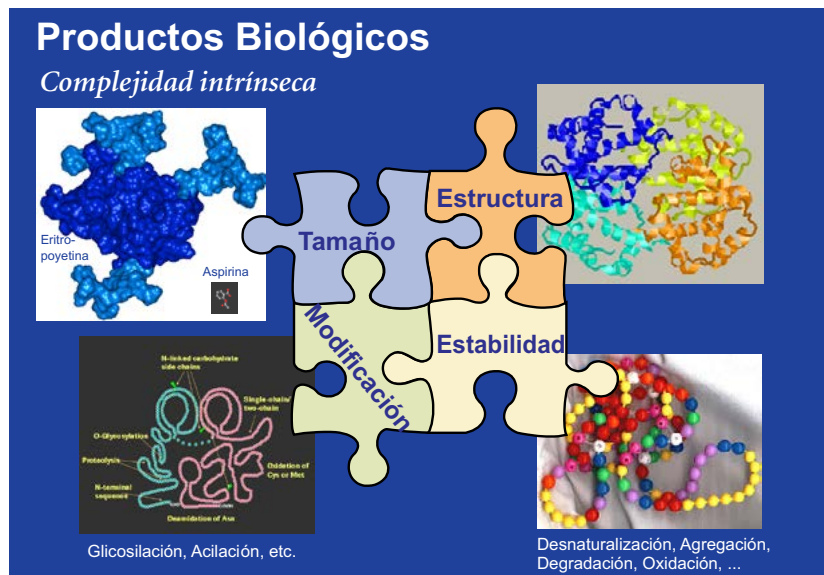 Productos Biológicos
Complejidad intrínseca
Eritro-
poyetina
Aspirina
Tamaño
Estructura
Modificación
Estabilidad
N-linked carbohydrate
side chains
Single-chain/
two-chain
O-Glycosylation
Proteolysis
Oxidation of
Cys or Met
N-terminal
sequence
Deamidation of Asn
Glicosilación, Acilación, etc.
Desnaturalización, Agregación,
Degradación, Oxidación, ...